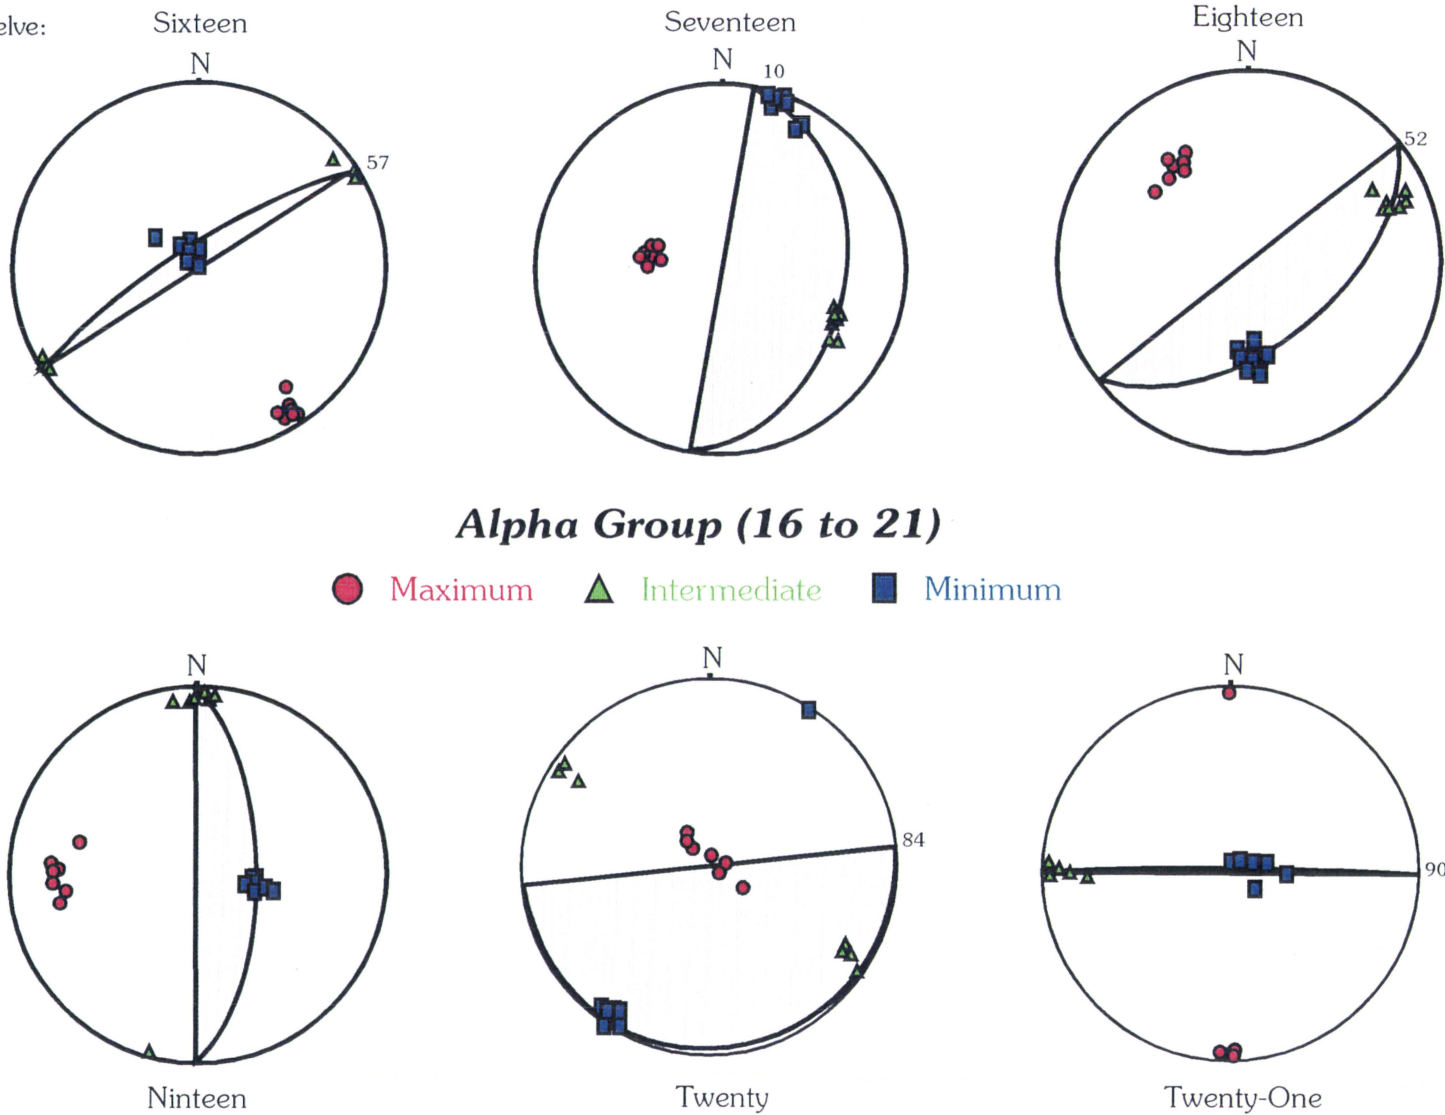 elve:
Sixteen
Seventeen
Eighteen
N
N
N
57
10
52
Alpha Group (16 to 21)
Maximum
Intermediate
Minimum
N
N
N
84
90
Ninteen
Twenty
Twenty-One